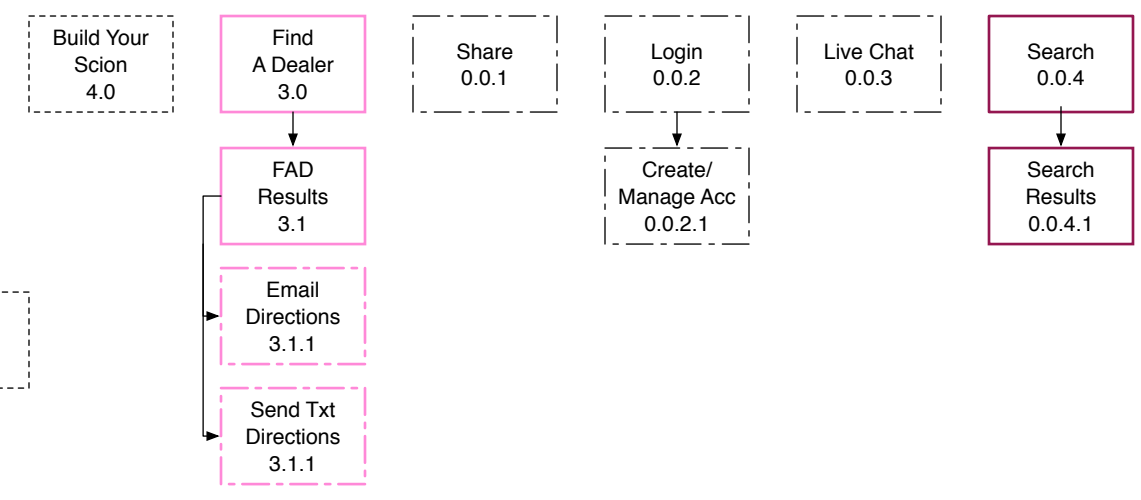 Build Your
Scion
4.0
Find
A Dealer
3.0
Share
0.0.1
Login
0.0.2
Live Chat
0.0.3
Search
0.0.4
FAD
Results
3.1
Create/
Manage Acc
0.0.2.1
Search
Results
0.0.4.1
Email
Directions
3.1.1
Send Txt
Directions
3.1.1